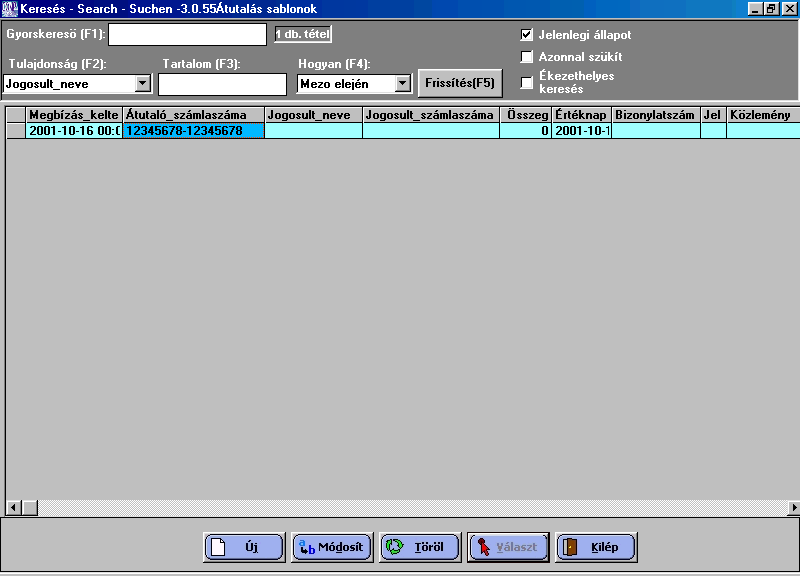 Keresés - Search - Suchen -3.0.55Átutalás sablonok
Gyorskeresö (F1): 1 db. tétel
Jelenlegi állapot
Azonnal szükít
Tulajdonság (F2): Tartalom (F3): Hogyan (F4):
Jogosult_neve Mezo elején Frissítés(F5)
Ékezethelyes
keresés
Megbízás_kelte Átutaló_számlaszáma Jogosult_neve Jogosult_számlaszáma Összeg Értéknap Bizonylatszám Jel Közlemény
2001-10-16 00:0 12345678-12345678 0 2001-10-1
Új Módosít Töröl Választ Kilép